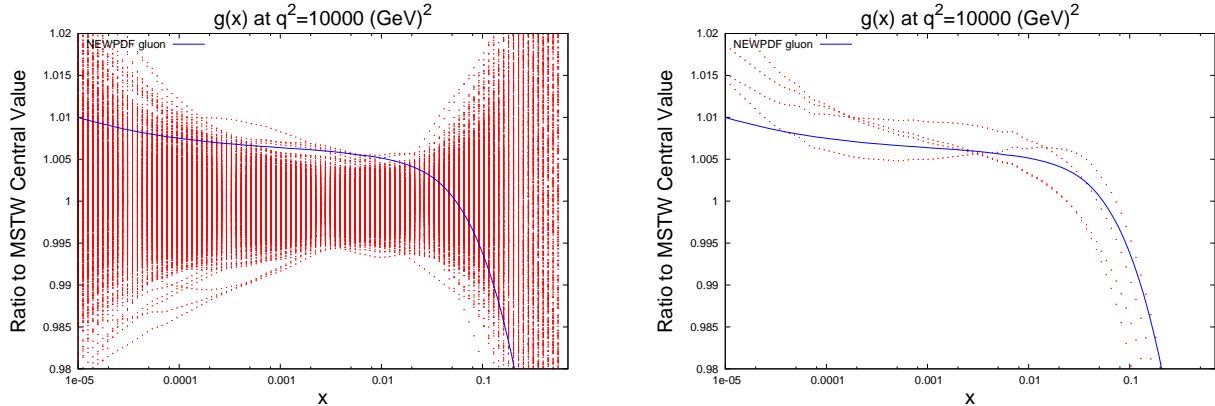 g(x) at q²=10000 (GeV)²
NEWPDF gluon
Ratio to MSTW Central Value
1.02
1.015
1.01
1.005
1
0.995
0.99
0.985
0.98
1e-05 0.0001 0.001 0.01 0.1
x
g(x) at q²=10000 (GeV)²
NEWPDF gluon
Ratio to MSTW Central Value
1.02
1.015
1.01
1.005
1
0.995
0.99
0.985
0.98
1e-05 0.0001 0.001 0.01 0.1
x